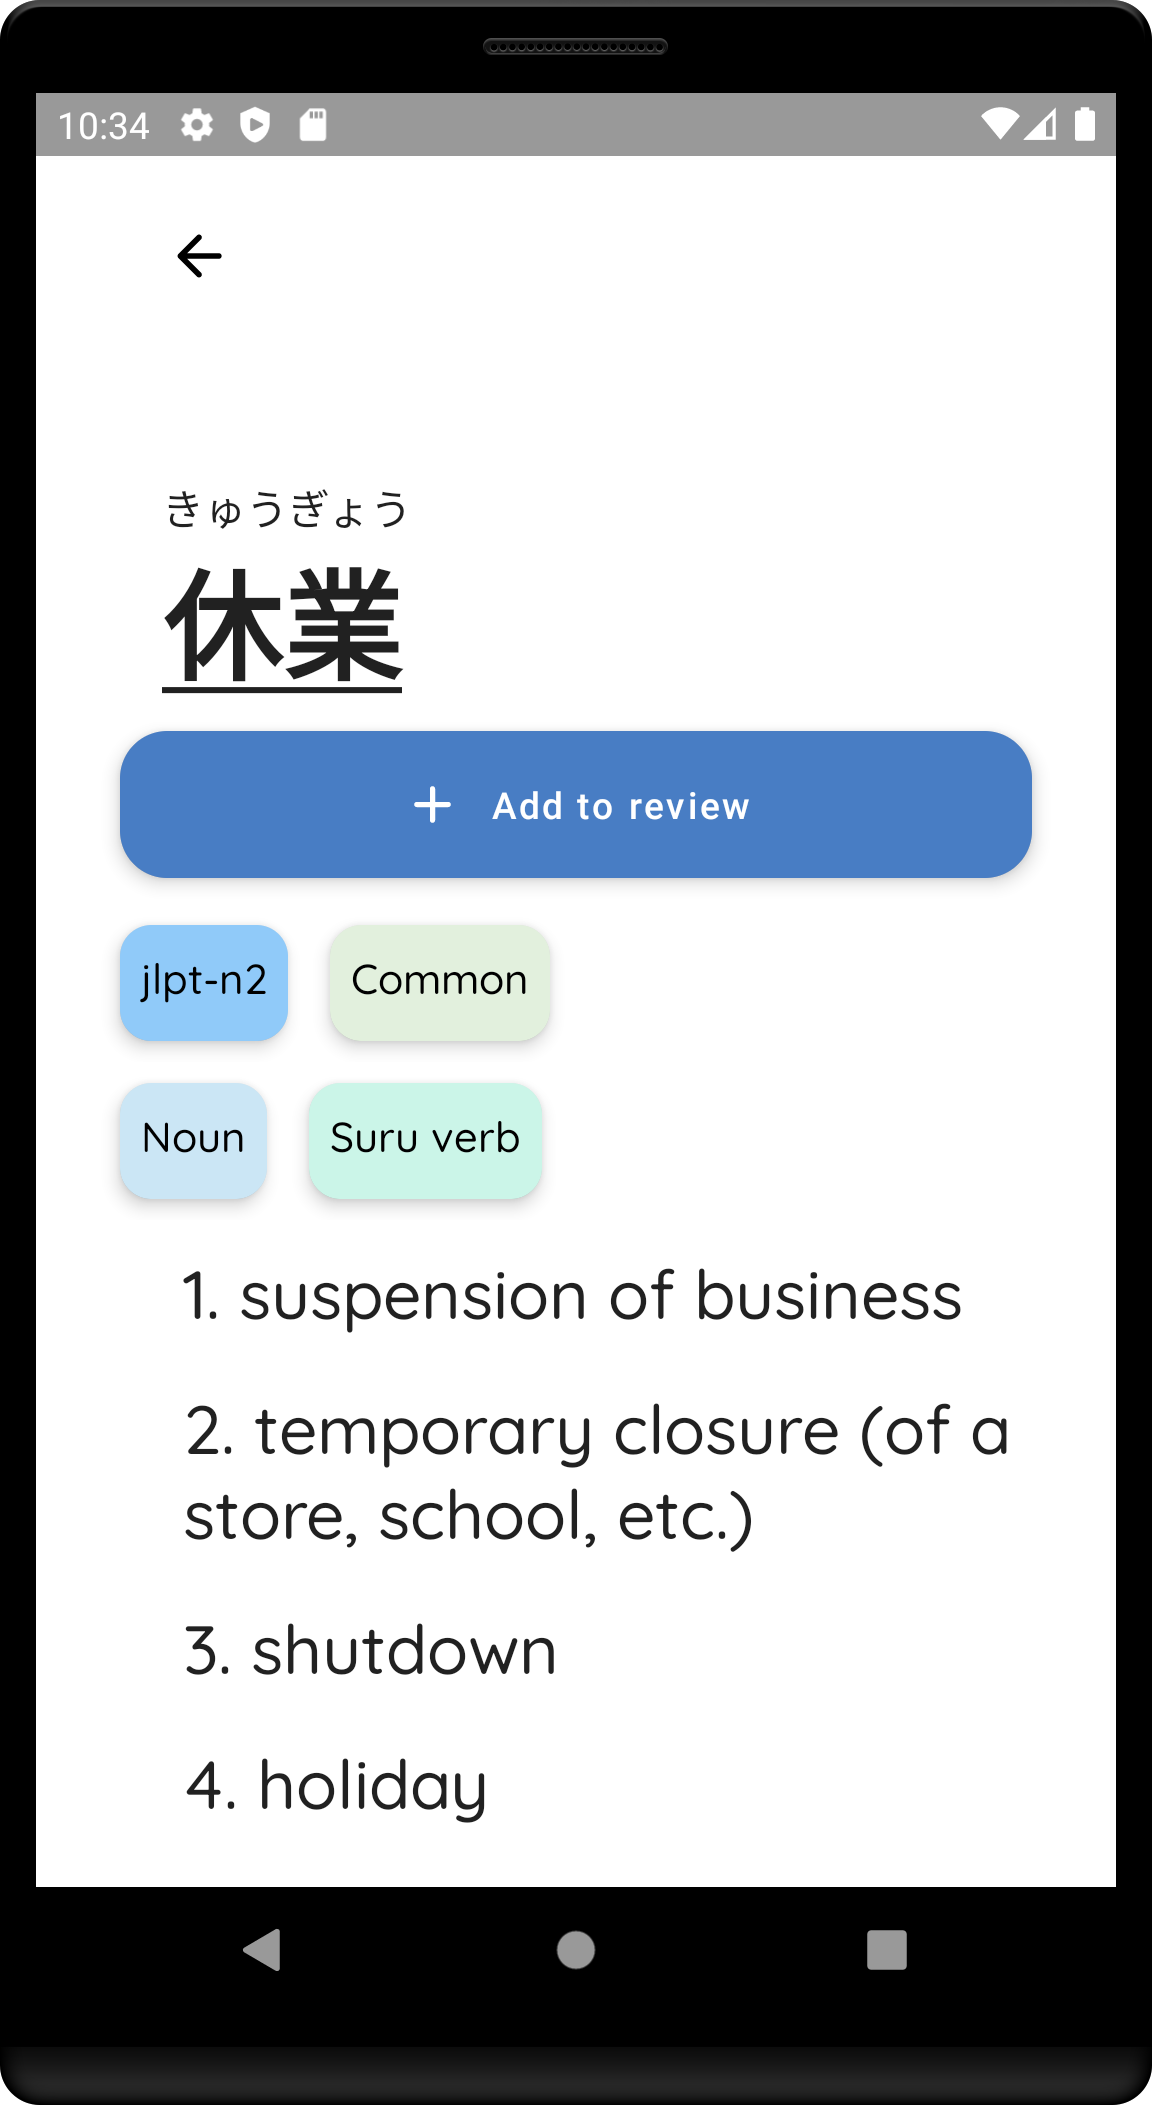 10:34
きゅうぎょう
休業
Add to review
jlpt-n2 Common
Noun Suru verb
1. suspension of business
2. temporary closure (of a
store, school, etc.)
3. shutdown
4. holiday